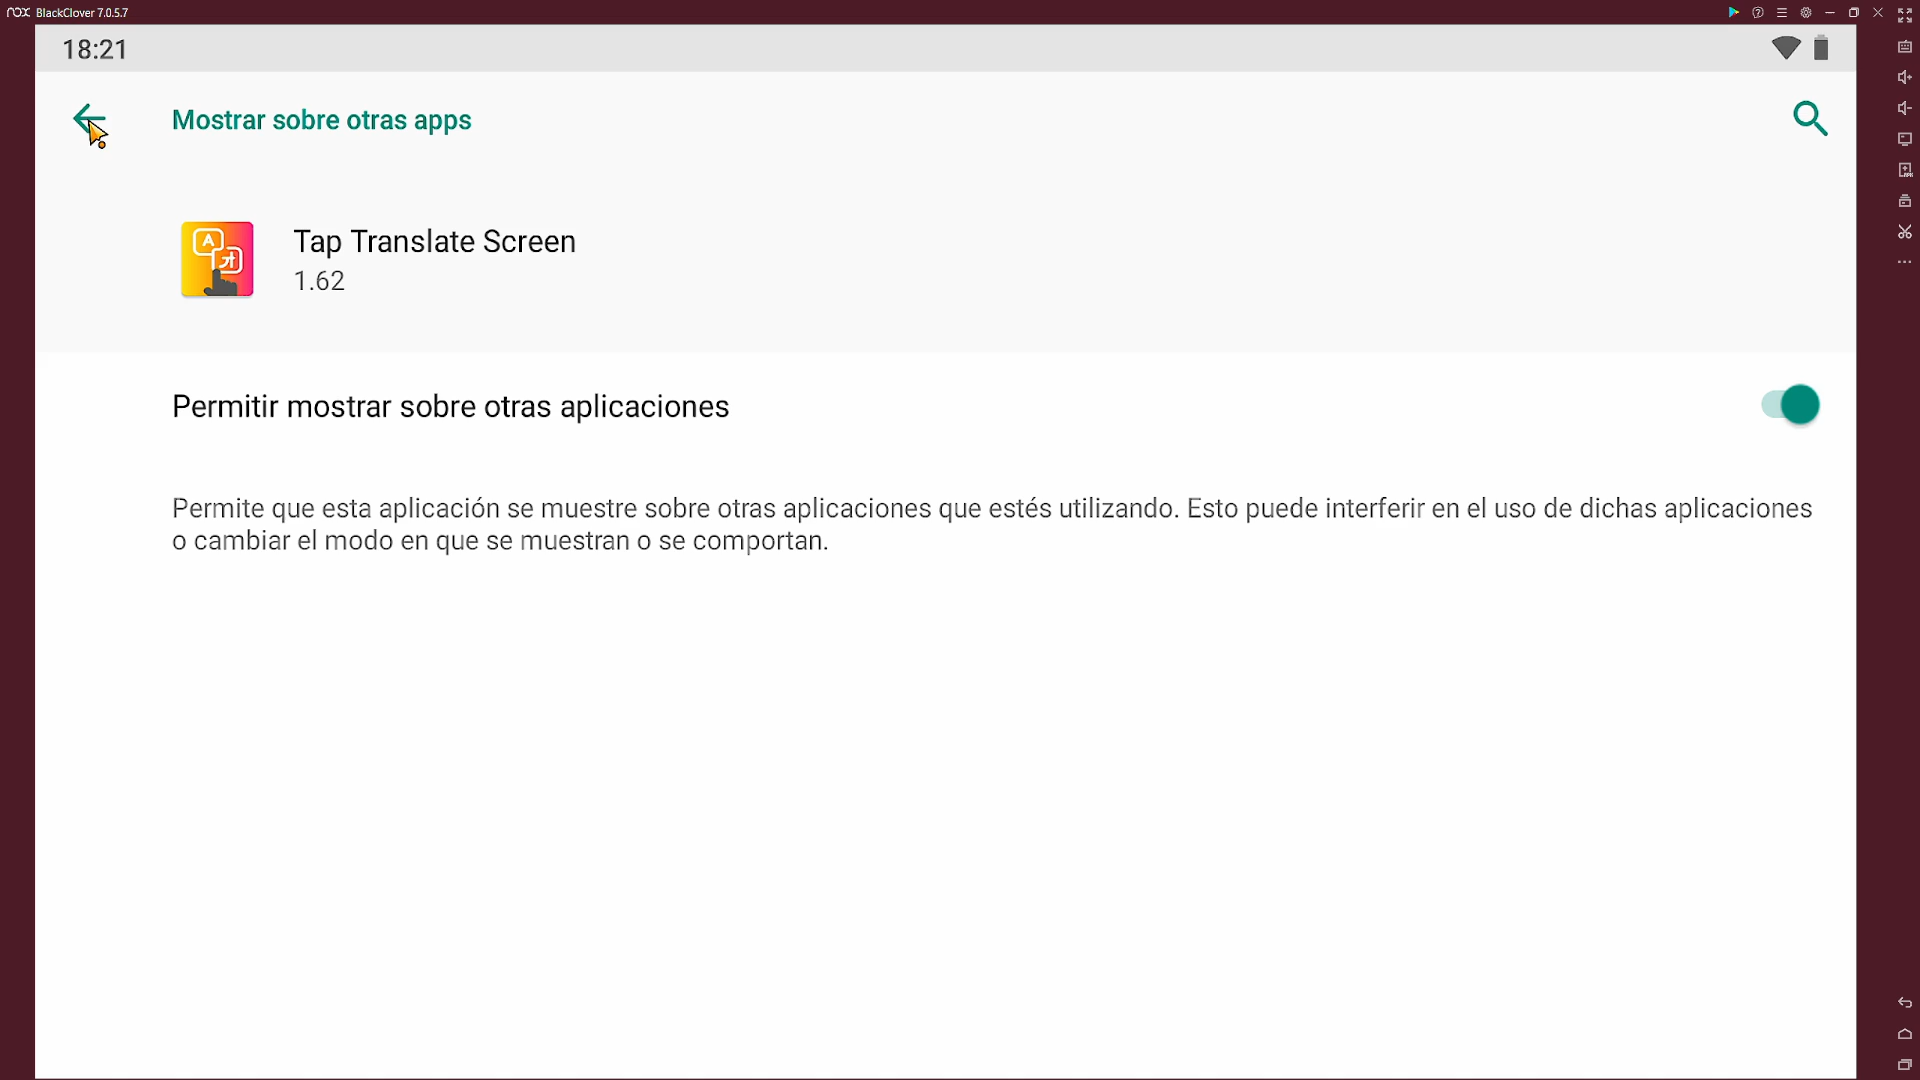 nox BlackClover 7.0.5.7
18:21
Mostrar sobre otras apps
Tap Translate Screen
1.62
Permitir mostrar sobre otras aplicaciones
Permite que esta aplicación se muestre sobre otras aplicaciones que estés utilizando. Esto puede interferir en el uso de dichas aplicaciones
o cambiar el modo en que se muestran o se comportan.